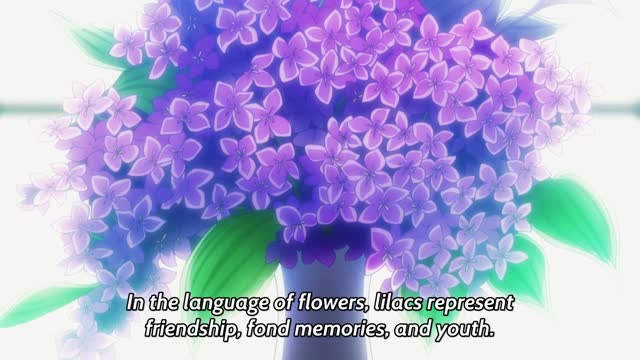 In the language of flowers, lilacs represent
friendship, fond memories, and youth.